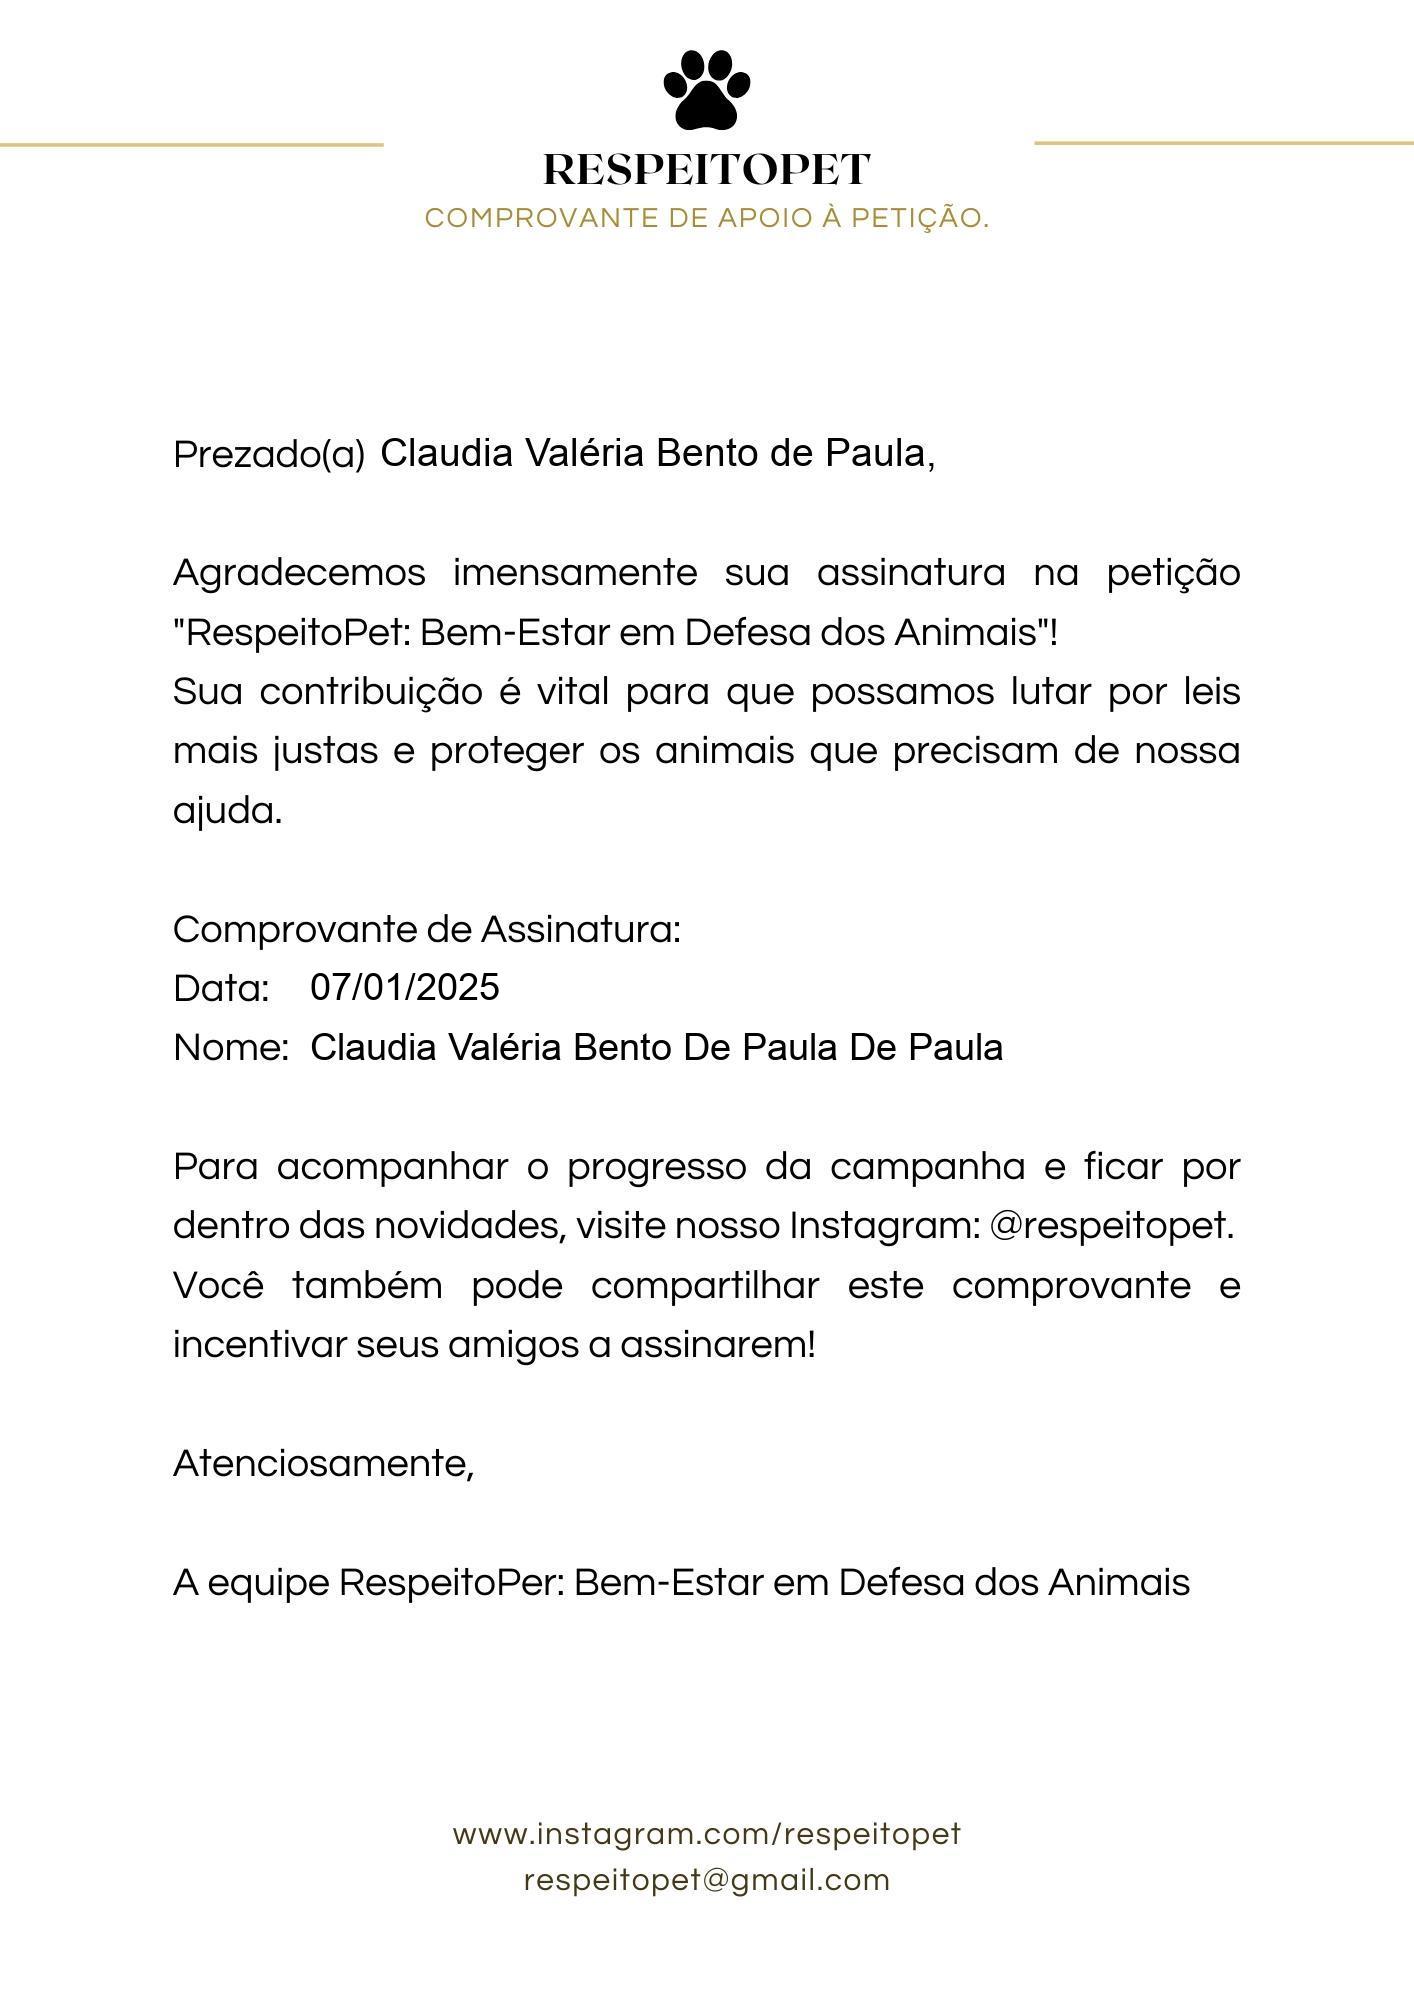 RESPEITOPET
COMPROVANTE DE APOIO À PETIÇÃO.
Prezado(a) Claudia Valéria Bento de Paula,
Agradecemos imensamente sua assinatura na petição
"RespeitoPet: Bem-Estar em Defesa dos Animais"!
Sua contribuição é vital para que possamos lutar por leis
mais justas e proteger os animais que precisam de nossa
ajuda.
Comprovante de Assinatura:
Data: 07/01/2025
Nome: Claudia Valéria Bento De Paula De Paula
Para acompanhar o progresso da campanha e ficar por
dentro das novidades, visite nosso Instagram: @respeitopet.
Você também pode compartilhar este comprovante e
incentivar seus amigos a assinarem!
Atenciosamente,
A equipe RespeitoPer: Bem-Estar em Defesa dos Animais
www.instagram.com/respeitopet
respeitopet@gmail.com